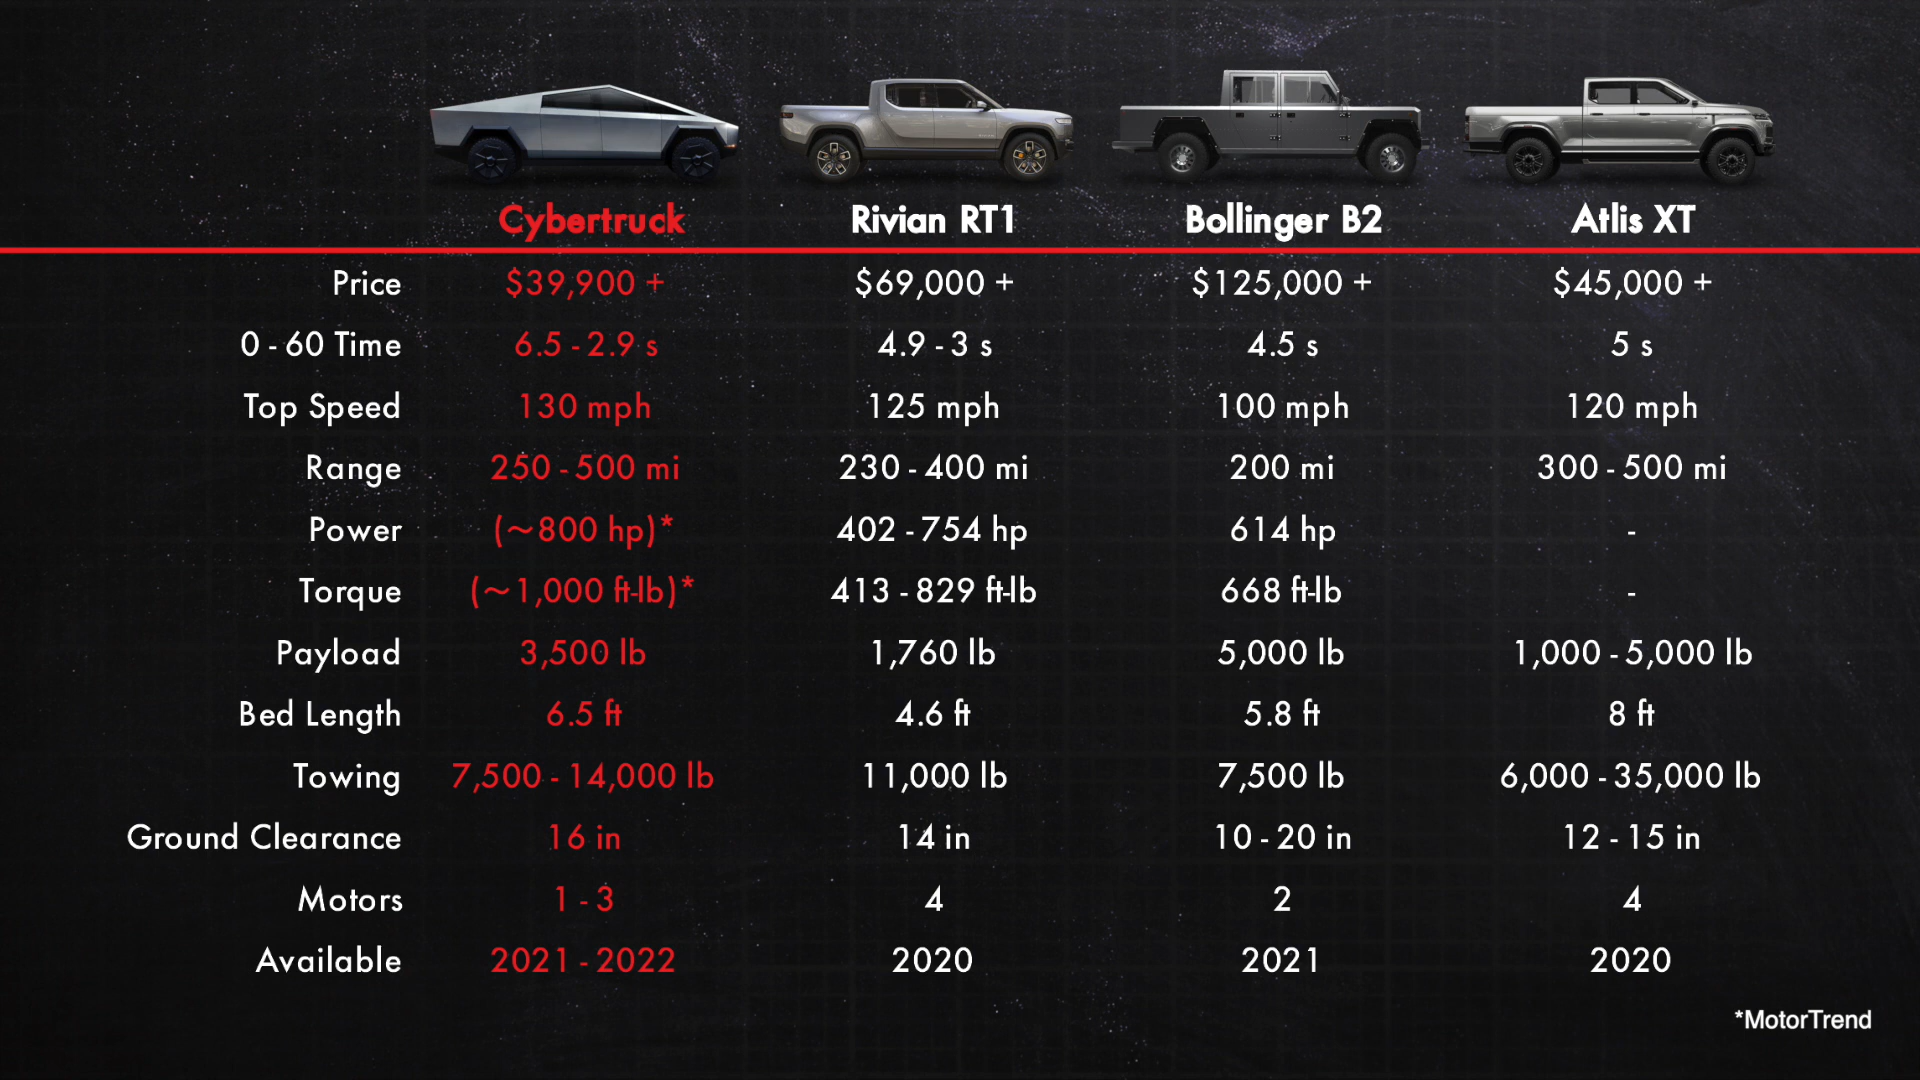 Cybertruck Rivian RT1 Bollinger B2 Atlis XT
Price $39,900 + $69,000 + $125,000 + $45,000 +
0 - 60 Time 6.5 - 2.9 s 4.9 - 3 s 4.5 s 5 s
Top Speed 130 mph 125 mph 100 mph 120 mph
Range 250 - 500 mi 230 - 400 mi 200 mi 300 - 500 mi
Power (~800 hp)* 402 - 754 hp 614 hp -
Torque (~1,000 ft-lb)* 413 - 829 ft-lb 668 ft-lb -
Payload 3,500 lb 1,760 lb 5,000 lb 1,000 - 5,000 lb
Bed Length 6.5 ft 4.6 ft 5.8 ft 8 ft
Towing 7,500 - 14,000 lb 11,000 lb 7,500 lb 6,000 - 35,000 lb
Ground Clearance 16 in 14 in 10 - 20 in 12 - 15 in
Motors 1 - 3 4 2 4
Available 2021 - 2022 2020 2021 2020
*MotorTrend